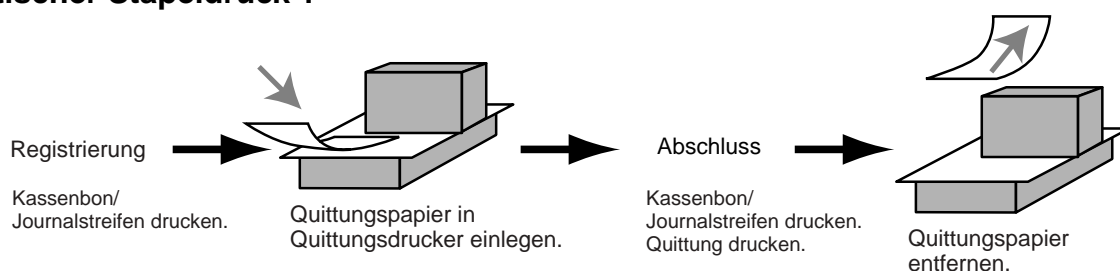 Registrierung
Kassenbon/
Journalstreifen drucken.
Quittungspapier in
Quittungsdrucker einlegen.
Abschluss
Kassenbon/
Journalstreifen drucken.
Quittung drucken.
Quittungspapier
entfernen.